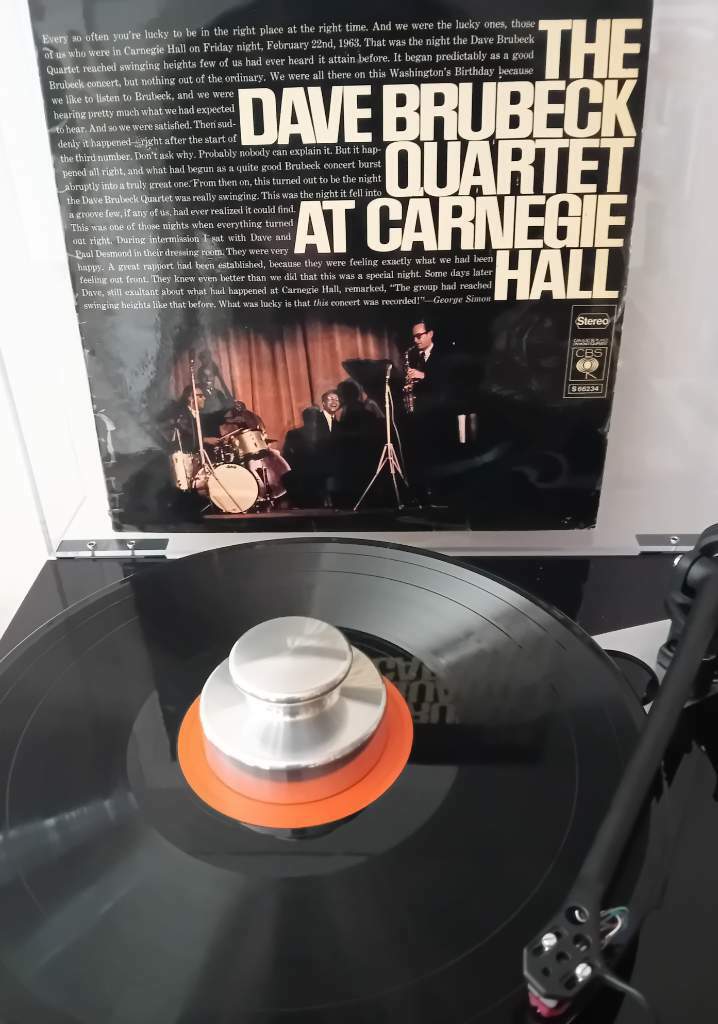 Every so often you're lucky to be in the right place at the right time. And we were the lucky ones, those
of us who were in Carnegie Hall on Friday night, February 22nd, 1963. That was the night the Dave Brubeck
Quartet reached swinging heights few of us had ever heard it attain before. It began predictably as a good
Brubeck concert, but nothing out of the ordinary. We were all there on this Washington's Birthday because
we like to listen to Brubeck, and we were
hearing pretty much what we had expected
to hear. And so we were satisfied. Then sud-
denly it happened—right after the start of
the third number. Don't ask why. Probably nobody can explain it. But it hap-
pened all right, and what had begun as a quite good Brubeck concert burst
abruptly into a truly great one. From then on, this turned out to be the night
the Dave Brubeck Quartet was really swinging. This was the night it fell into
a groove few, if any of us, had ever realized it could find.
This was one of those nights when everything turned
out right. During intermission I sat with Dave and
Paul Desmond in their dressing room. They were very
happy. A great rapport had been established, because they were feeling exactly what we had been
feeling out front. They knew even better than we did that this was a special night. Some days later
Dave, still exultant about what had happened at Carnegie Hall, remarked, "The group had reached
swinging heights like that before. What was lucky is that this concert was recorded!"—George Simon
THE
DAVE BRUBECK
QUARTET
AT CARNEGIE
HALL
Stereo
CBS
S 66234